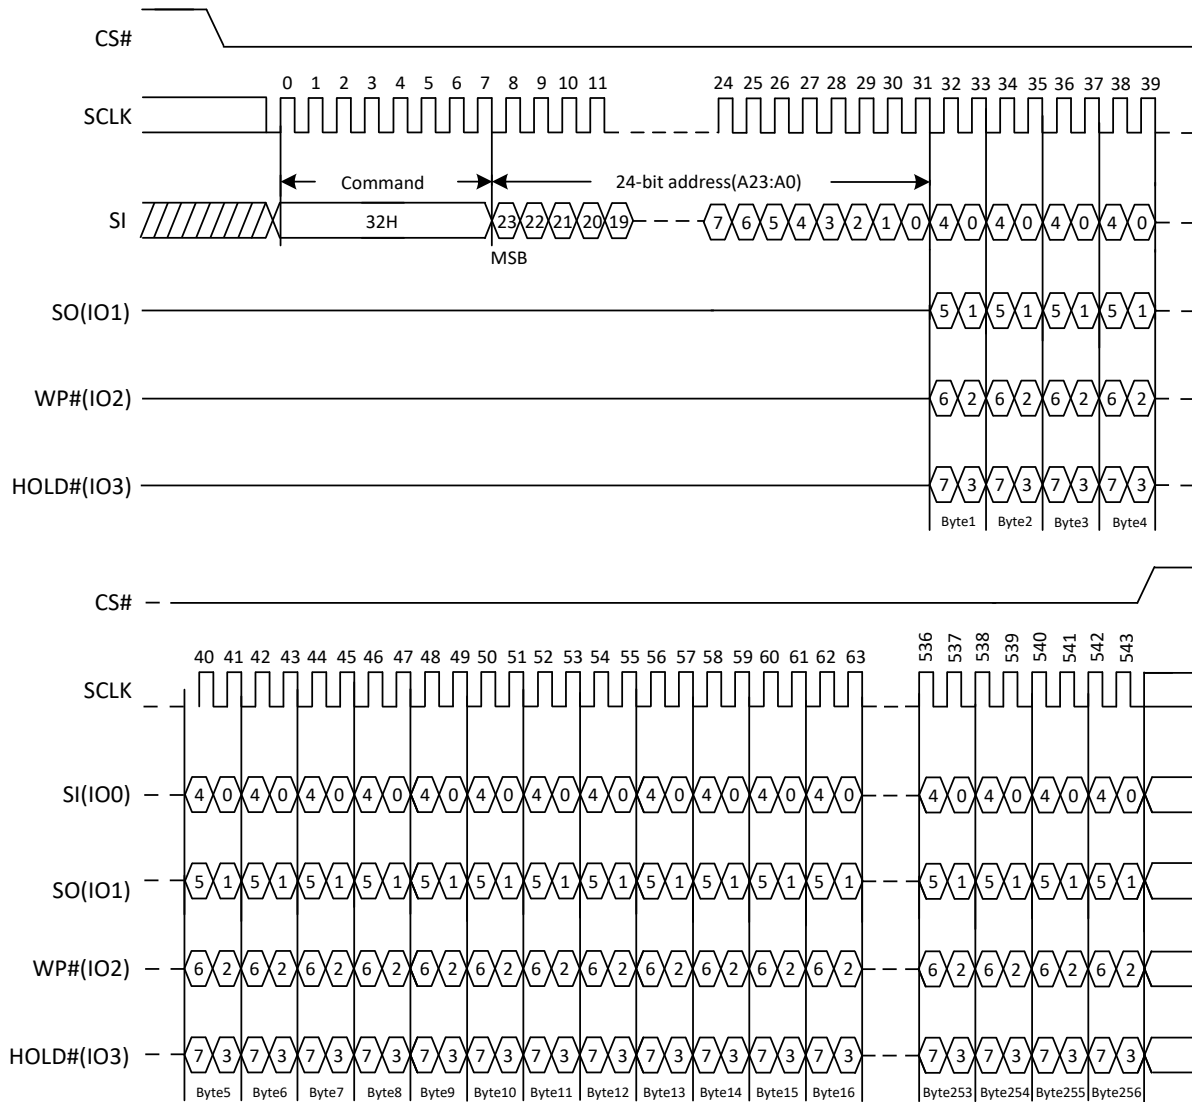 CS#
0 1 2 3 4 5 6 7 8 9 10 11 24 25 26 27 28 29 30 31 32 33 34 35 36 37 38 39
SCLK
Command 24-bit address(A23:A0)
SI 32H 23 22 21 20 19 7 6 5 4 3 2 1 0 4 0 4 0 4 0 4 0
MSB
SO(IO1) 5 1 5 1 5 1 5 1
WP#(IO2) 6 2 6 2 6 2 6 2
HOLD#(IO3) 7 3 7 3 7 3 7 3
Byte1 Byte2 Byte3 Byte4
CS#
40 41 42 43 44 45 46 47 48 49 50 51 52 53 54 55 56 57 58 59 60 61 62 63 536 537 538 539 540 541 542 543
SCLK
SI(IO0) 4 0 4 0 4 0 4 0 4 0 4 0 4 0 4 0 4 0 4 0 4 0 4 0 4 0 4 0 4 0 4 0
SO(IO1) 5 1 5 1 5 1 5 1 5 1 5 1 5 1 5 1 5 1 5 1 5 1 5 1 5 1 5 1 5 1 5 1
WP#(IO2) 6 2 6 2 6 2 6 2 6 2 6 2 6 2 6 2 6 2 6 2 6 2 6 2 6 2 6 2 6 2 6 2
HOLD#(IO3) 7 3 7 3 7 3 7 3 7 3 7 3 7 3 7 3 7 3 7 3 7 3 7 3 7 3 7 3 7 3 7 3
Byte5 Byte6 Byte7 Byte8 Byte9 Byte10 Byte11 Byte12 Byte13 Byte14 Byte15 Byte16 Byte253 Byte254 Byte255 Byte256